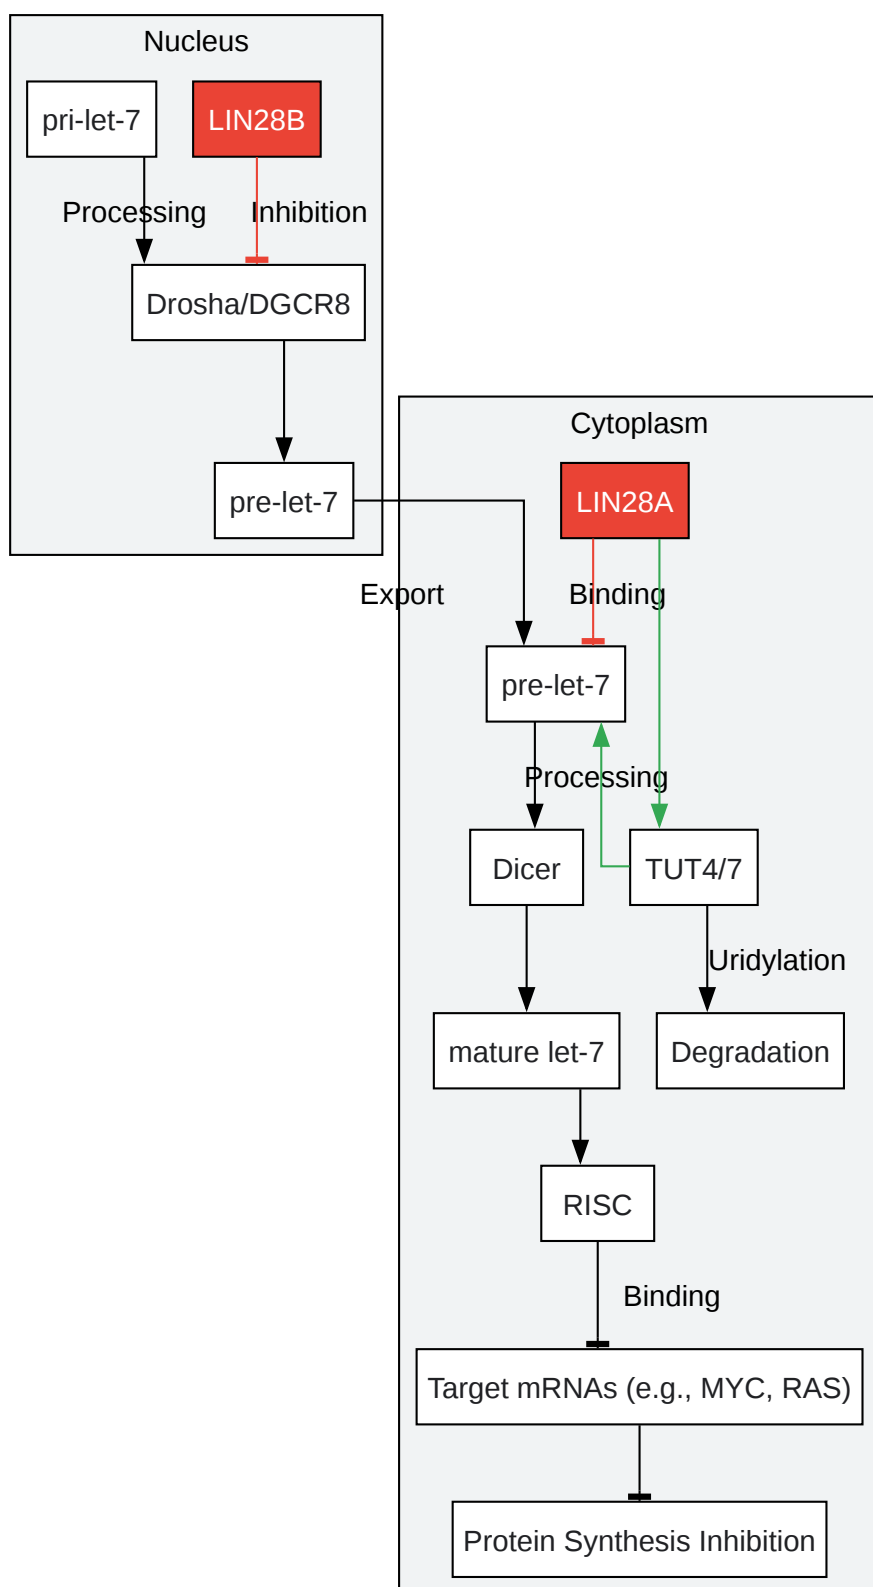 Nucleus
pri-let-7
LIN28B
Processing
Inhibition
Drosha/DGCR8
pre-let-7
Export
Cytoplasm
LIN28A
Binding
pre-let-7
Processing
Dicer
TUT4/7
Uridylation
mature let-7
Degradation
RISC
Binding
Target mRNAs (e.g., MYC, RAS)
Protein Synthesis Inhibition